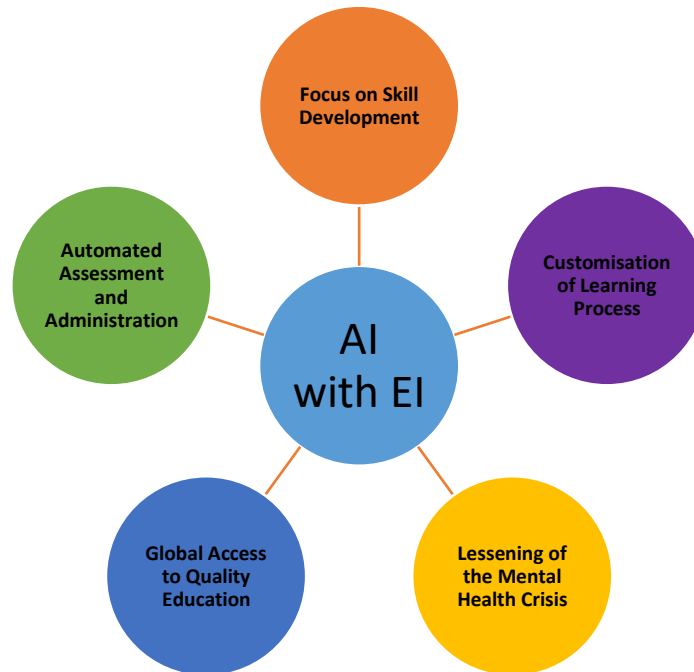 Focus on Skill
Development
Automated
Assessment
and
Administration
Customisation
of Learning
Process
AI
with EI
Global Access
to Quality
Education
Lessening of
the Mental
Health Crisis